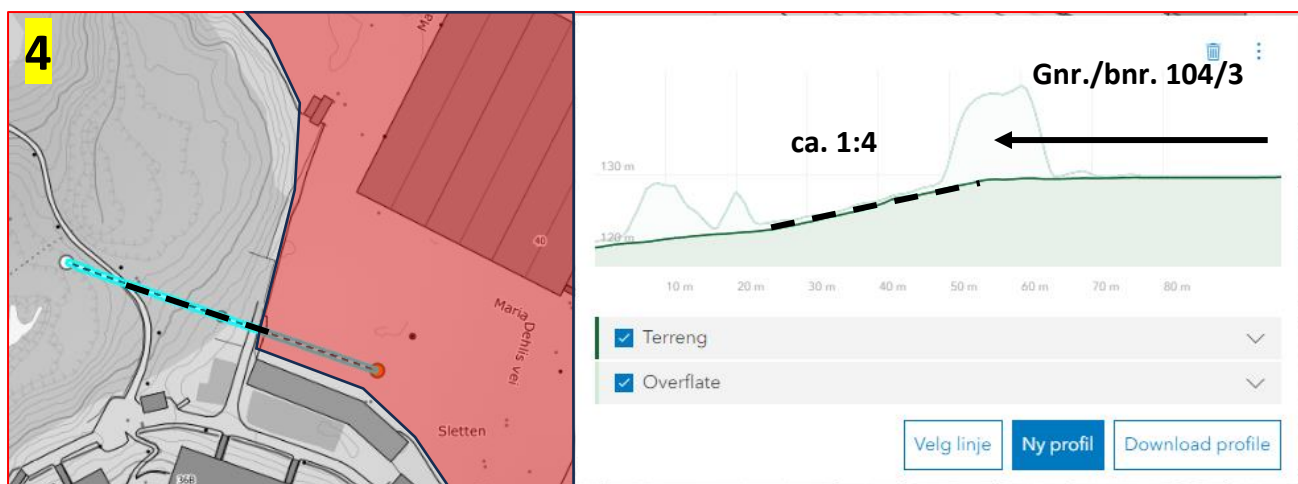 4
Ma
40
Maria Dehlis vei
Sletten
36B
Gnr./bnr. 104/3
ca. 1:4
130 m
120 m
10 m 20 m 30 m 40 m 50 m 60 m 70 m 80 m
Terreng
Overflate
Velg linje Ny profil Download profile